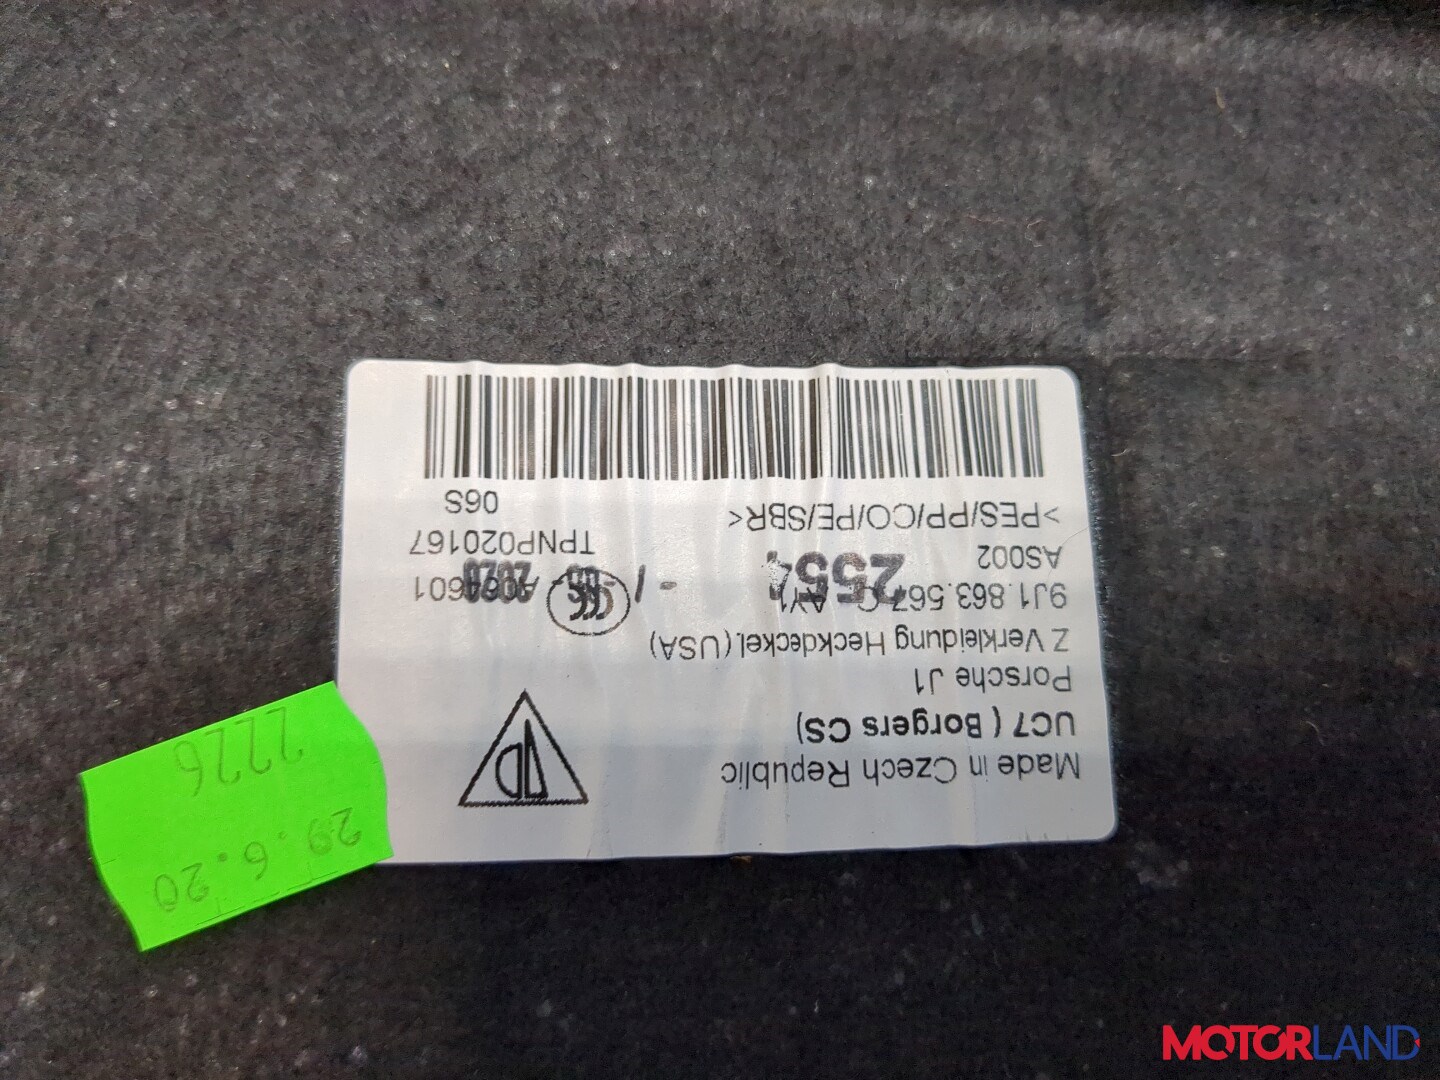 Made in Czech Republic
UC7 ( Borgers CS)
Porsche J1
Z Verkleidung Heckdeckel (USA)
9J1.863.567.C AY1
2554
AS002
TPNP020167
>PES/PP/CO/PE/SBR<
06S
29.6.20
2226
MOTORLAND